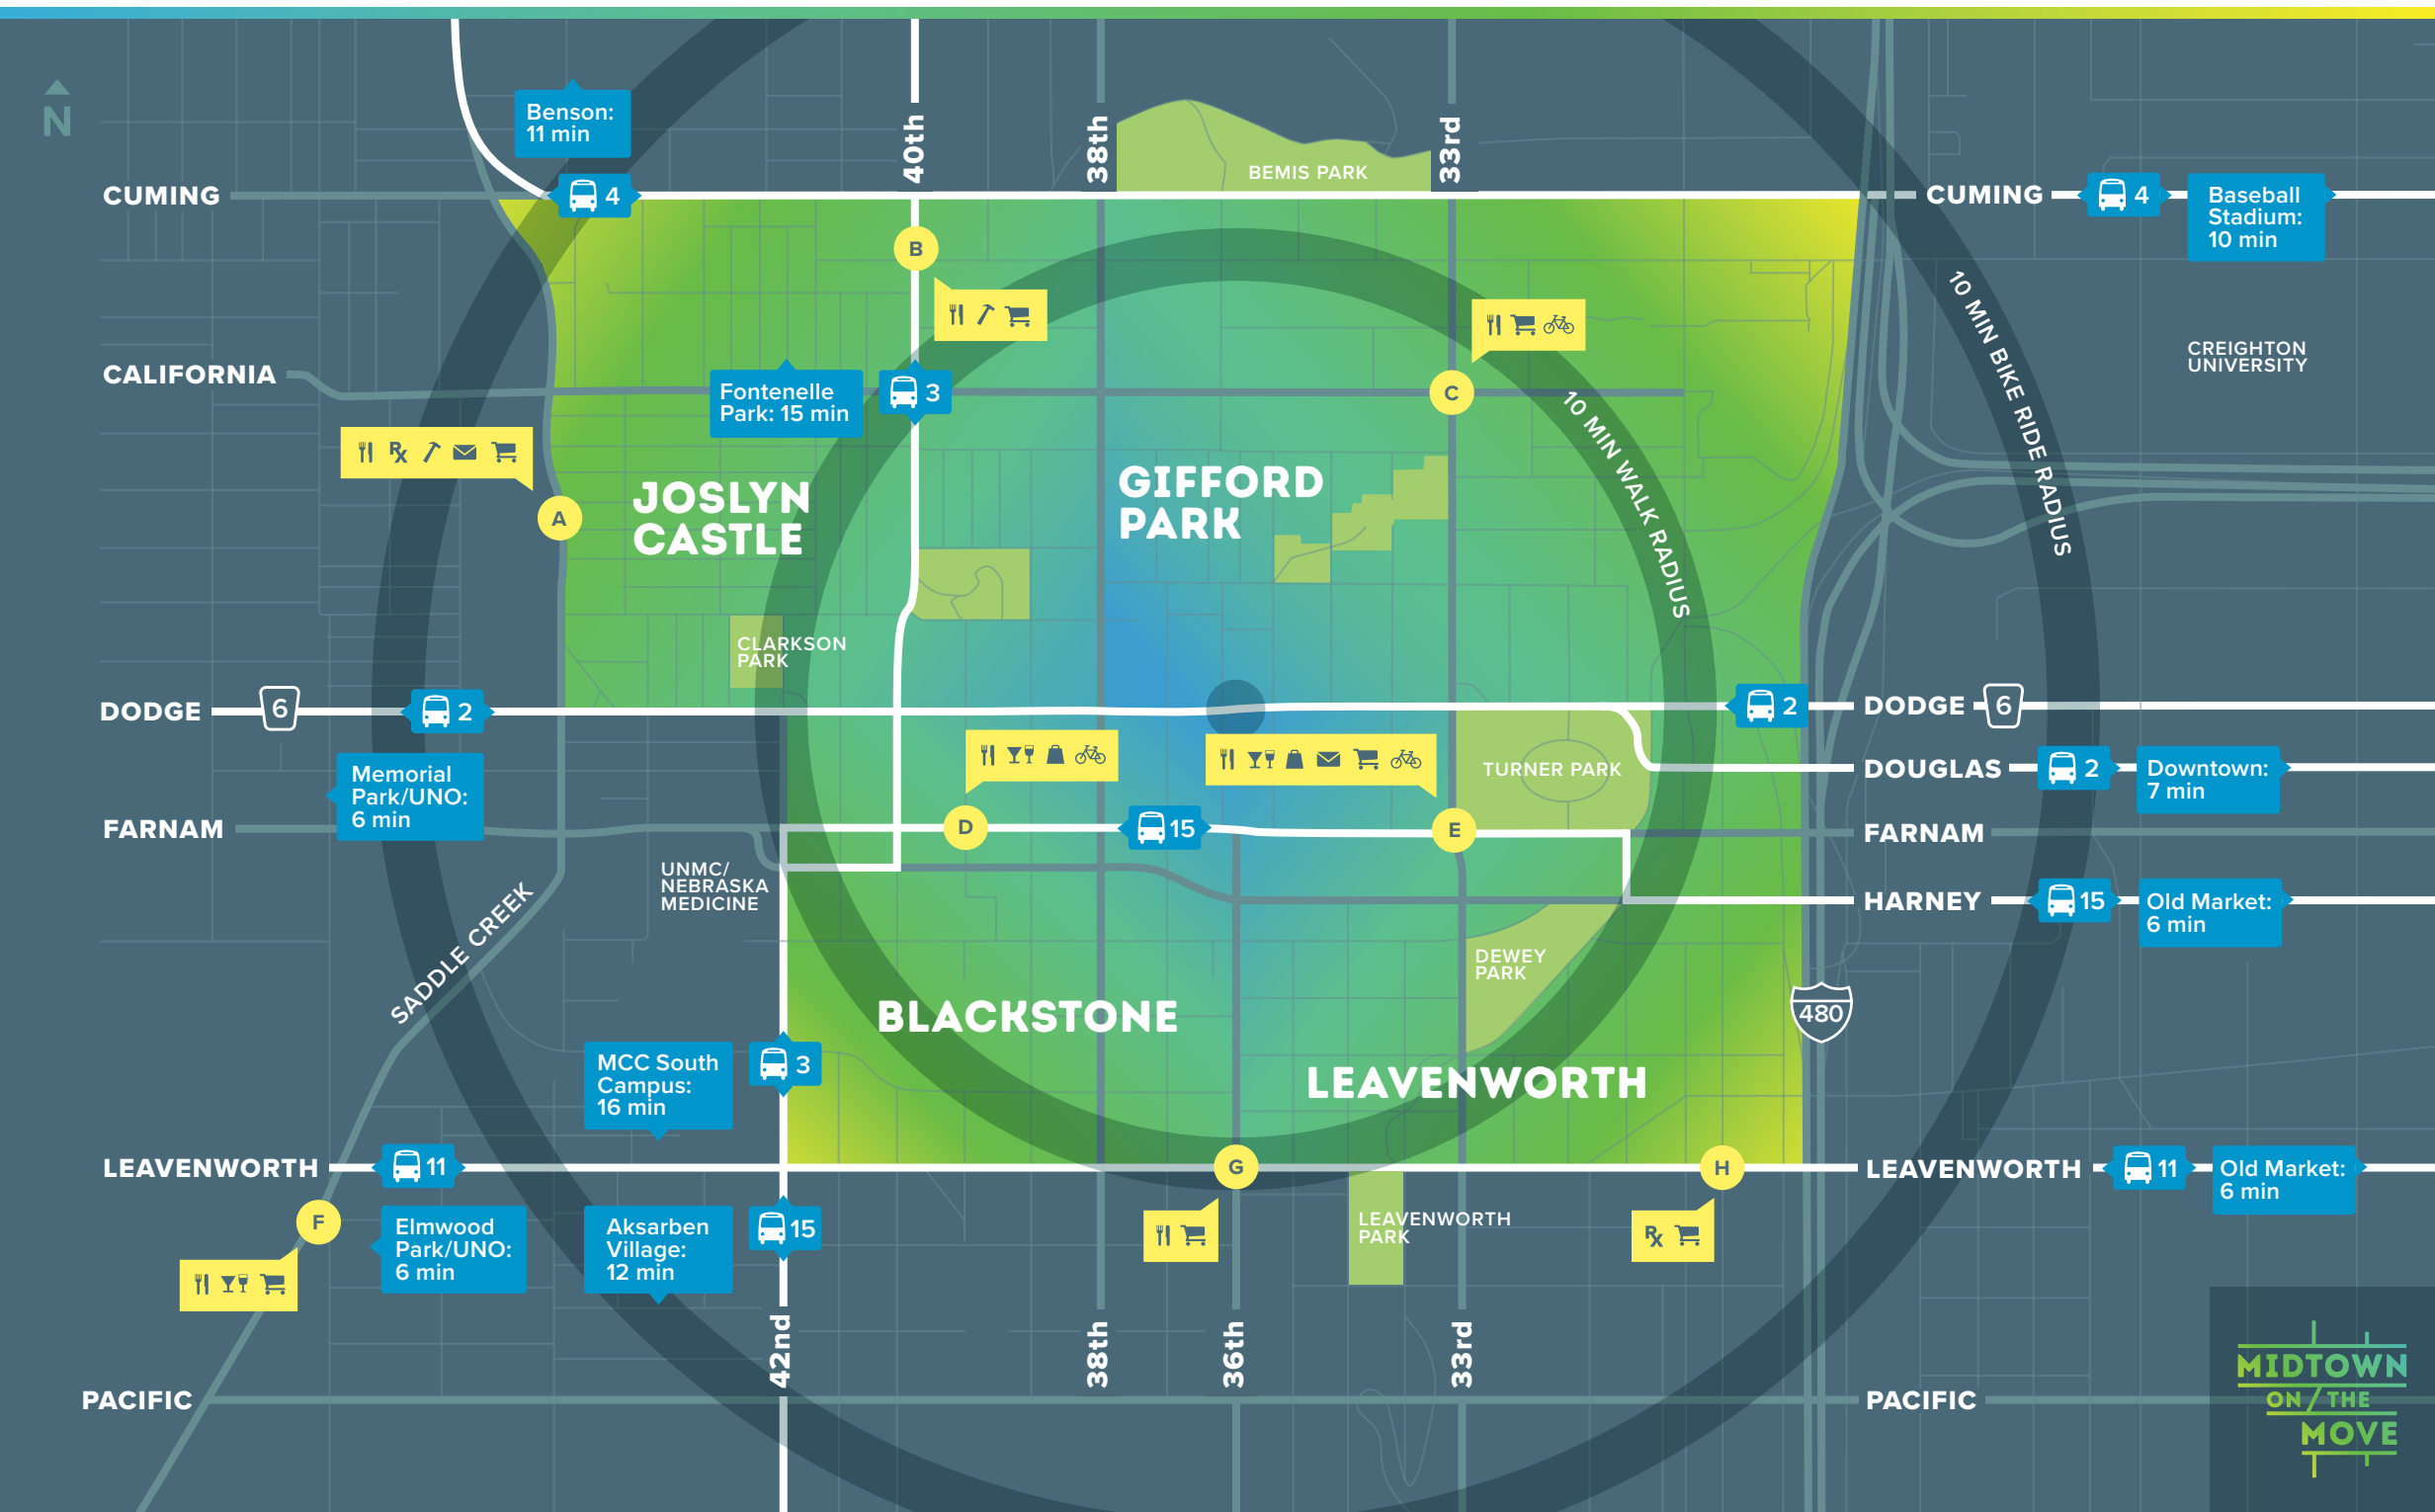 N
Benson:
11 min
40th
38th
33rd
BEMIS PARK
CUMING
4
CUMING
4
Baseball
Stadium:
10 min
B
10 MIN BIKE RIDE RADIUS
CREIGHTON
UNIVERSITY
CALIFORNIA
Fontenelle
Park: 15 min
3
C
10 MIN WALK RADIUS
Rx
A
JOSLYN
CASTLE
GIFFORD
PARK
CLARKSON
PARK
DODGE
6
2
2
DODGE
6
Memorial
Park/UNO:
6 min
TURNER PARK
DOUGLAS
2
Downtown:
7 min
FARNAM
D
15
E
FARNAM
UNMC/
NEBRASKA
MEDICINE
HARNEY
15
Old Market:
6 min
SADDLE CREEK
DEWEY
PARK
BLACKSTONE
480
MCC South
Campus:
16 min
3
LEAVENWORTH
LEAVENWORTH
11
G
H
LEAVENWORTH
11
Old Market:
6 min
F
Elmwood
Park/UNO:
6 min
Aksarben
Village:
12 min
15
LEAVENWORTH
PARK
Rx
42nd
38th
36th
33rd
PACIFIC
PACIFIC
MIDTOWN
ON / THE
MOVE